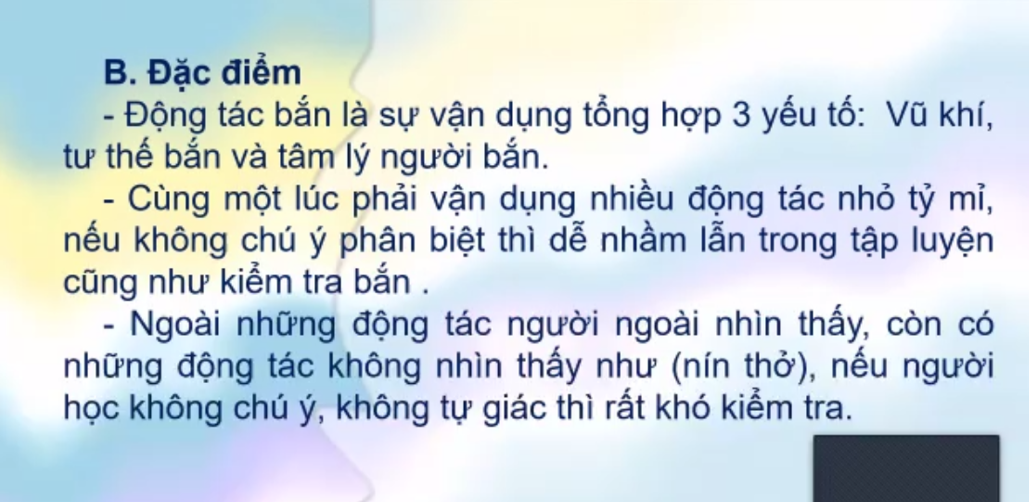 B. Đặc điểm
- Động tác bắn là sự vận dụng tổng hợp 3 yếu tố: Vũ khí,
tư thế bắn và tâm lý người bắn.
- Cùng một lúc phải vận dụng nhiều động tác nhỏ tỷ mỉ,
nếu không chú ý phân biệt thì dễ nhầm lẫn trong tập luyện
cũng như kiểm tra bắn .
- Ngoài những động tác người ngoài nhìn thấy, còn có
những động tác không nhìn thấy như (nín thở), nếu người
học không chú ý, không tự giác thì rất khó kiểm tra.